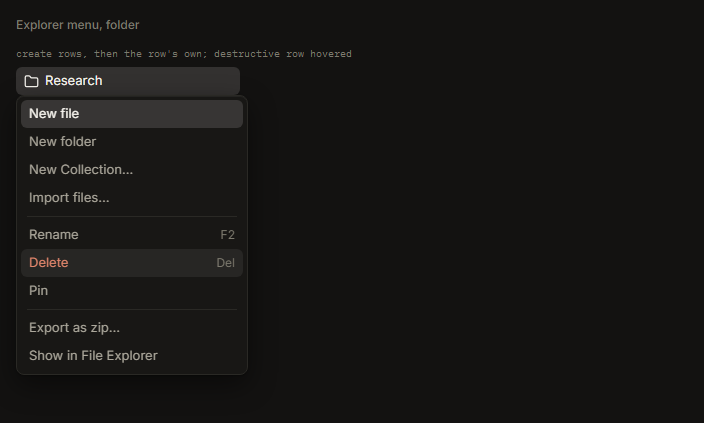 Explorer menu, folder
create rows, then the row's own; destructive row hovered
Research
New file
New folder
New Collection...
Import files...
Rename F2
Delete Del
Pin
Export as zip...
Show in File Explorer